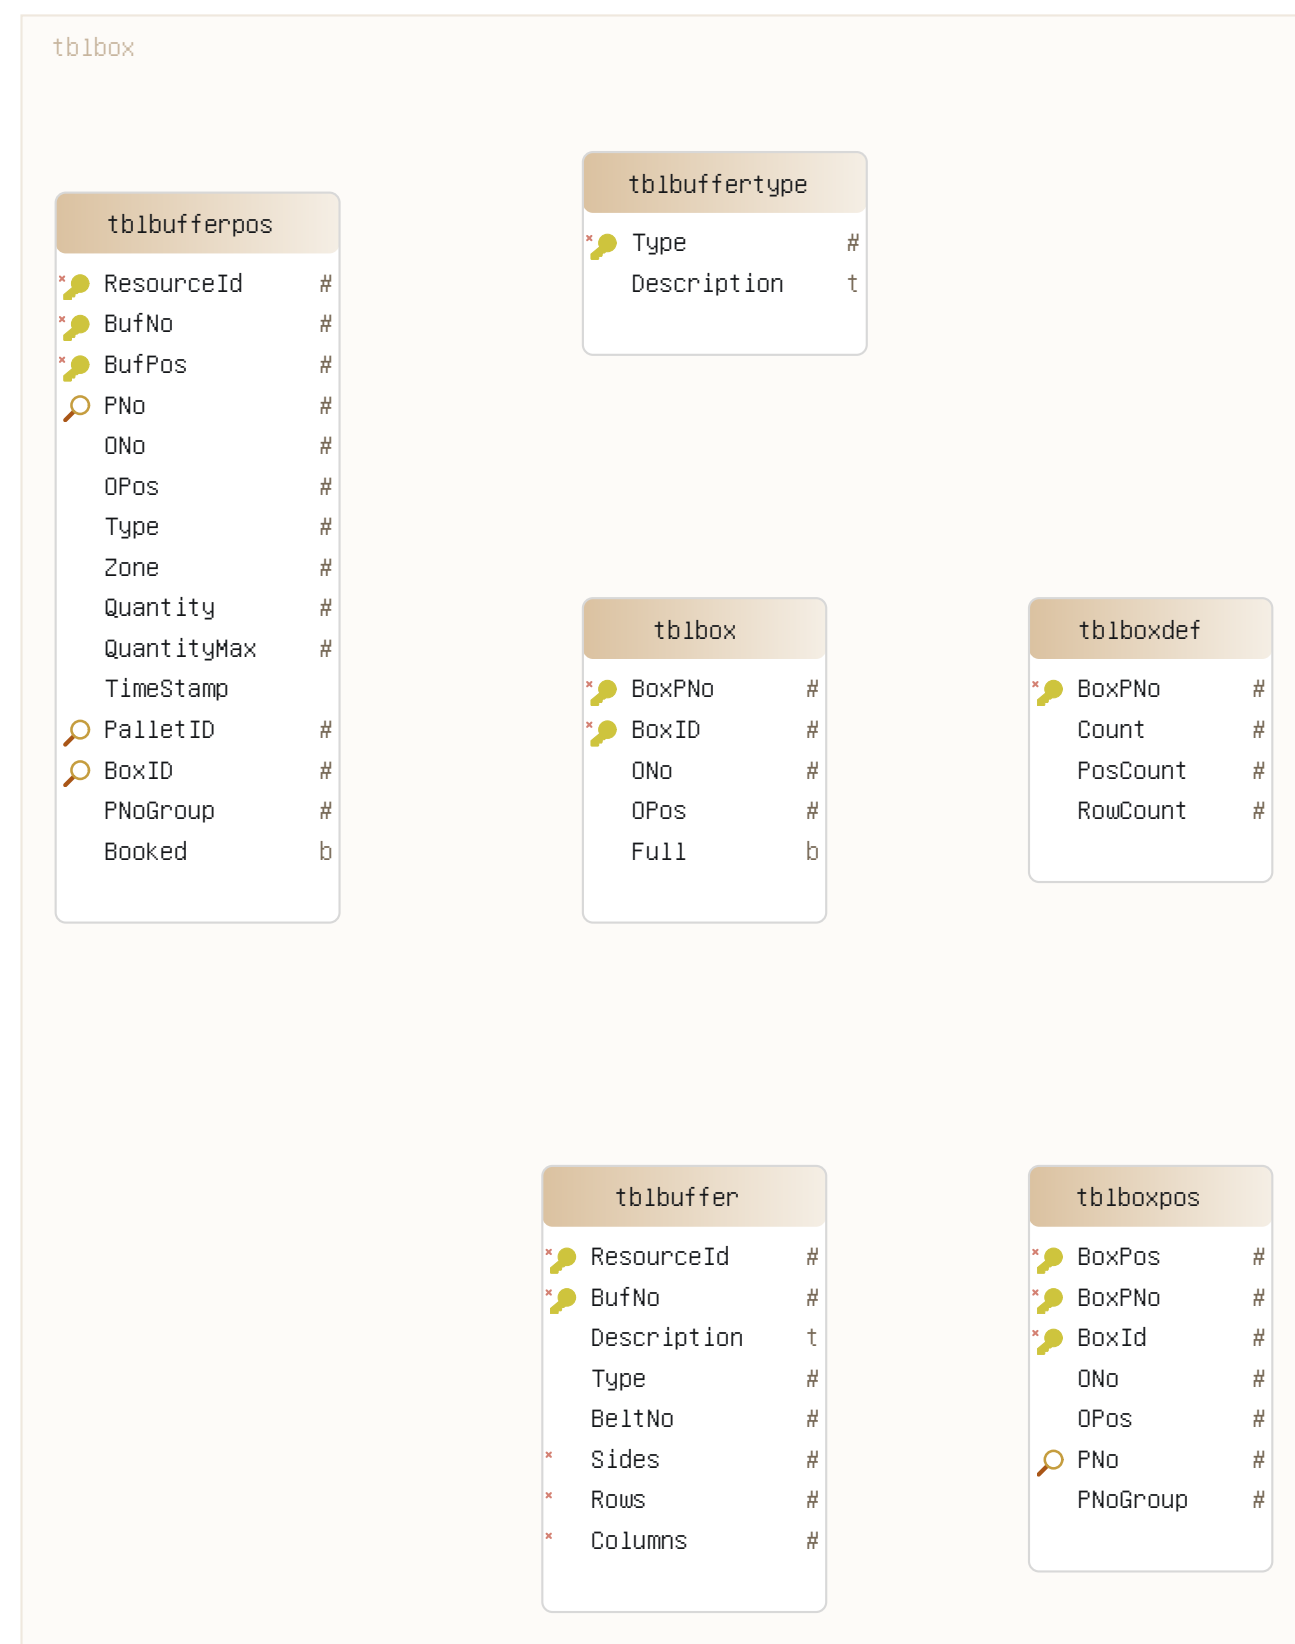 tblbox
tblbufferpos
ResourceId #
BufNo #
BufPos #
PNo #
ONo #
OPos #
Type #
Zone #
Quantity #
QuantityMax #
TimeStamp
PalletID #
BoxID #
PNoGroup #
Booked b
tblbuffertype
Type #
Description t
tblbox
BoxPNo #
BoxID #
ONo #
OPos #
Full b
tblboxdef
BoxPNo #
Count #
PosCount #
RowCount #
tblbuffer
ResourceId #
BufNo #
Description t
Type #
BeltNo #
Sides #
Rows #
Columns #
tblboxpos
BoxPos #
BoxPNo #
BoxId #
ONo #
OPos #
PNo #
PNoGroup #